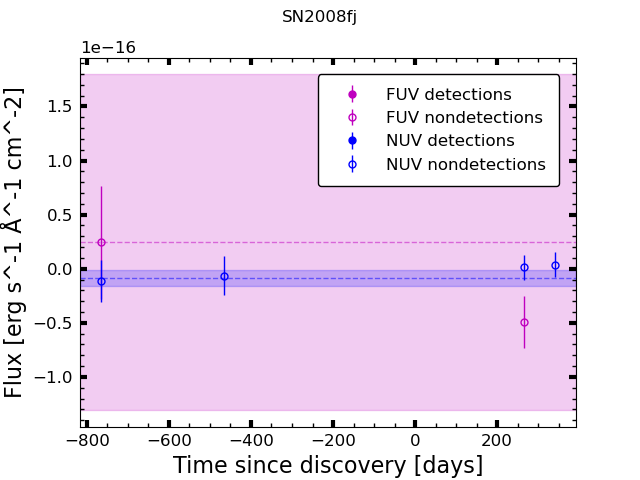 SN2008fj
1e−16
FUV detections
FUV nondetections
NUV detections
NUV nondetections
1.5
1.0
0.5
0.0
−0.5
−1.0
Flux [erg s^-1 Å^-1 cm^-2]
−800 −600 −400 −200 0 200
Time since discovery [days]